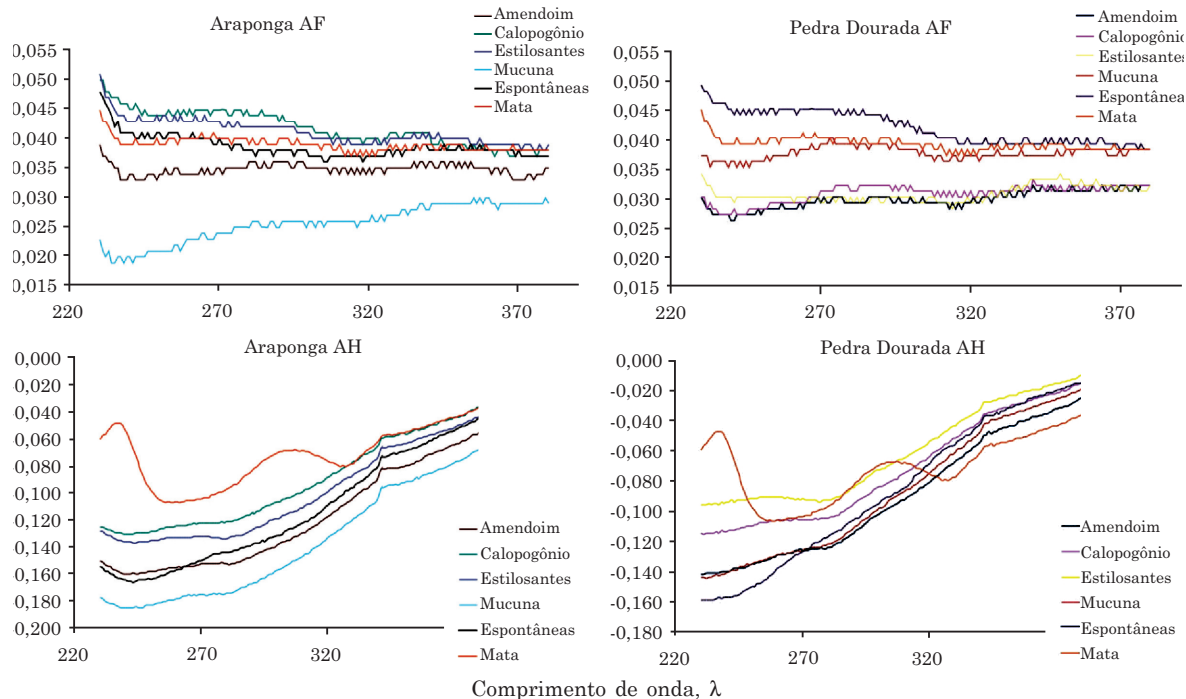 Araponga AF
Amendoim
Calopogônio
Estilosantes
Mucuna
Espontâneas
Mata
0,055
0,050
0,045
0,040
0,035
0,030
0,025
0,020
0,015
220
270
320
370
Pedra Dourada AF
Amendoim
Calopogônio
Estilosantes
Mucuna
Espontâneas
Mata
0,055
0,050
0,045
0,040
0,035
0,030
0,025
0,020
0,015
220
270
320
370
Araponga AH
0,000
0,020
0,040
0,060
0,080
0,100
0,120
0,140
0,160
0,180
0,200
220
270
320
Amendoim
Calopogônio
Estilosantes
Mucuna
Espontâneas
Mata
Pedra Dourada AH
0,000
-0,020
-0,040
-0,060
-0,080
-0,100
-0,120
-0,140
-0,160
-0,180
220
270
320
Amendoim
Calopogônio
Estilosantes
Mucuna
Espontâneas
Mata
Comprimento de onda, λ